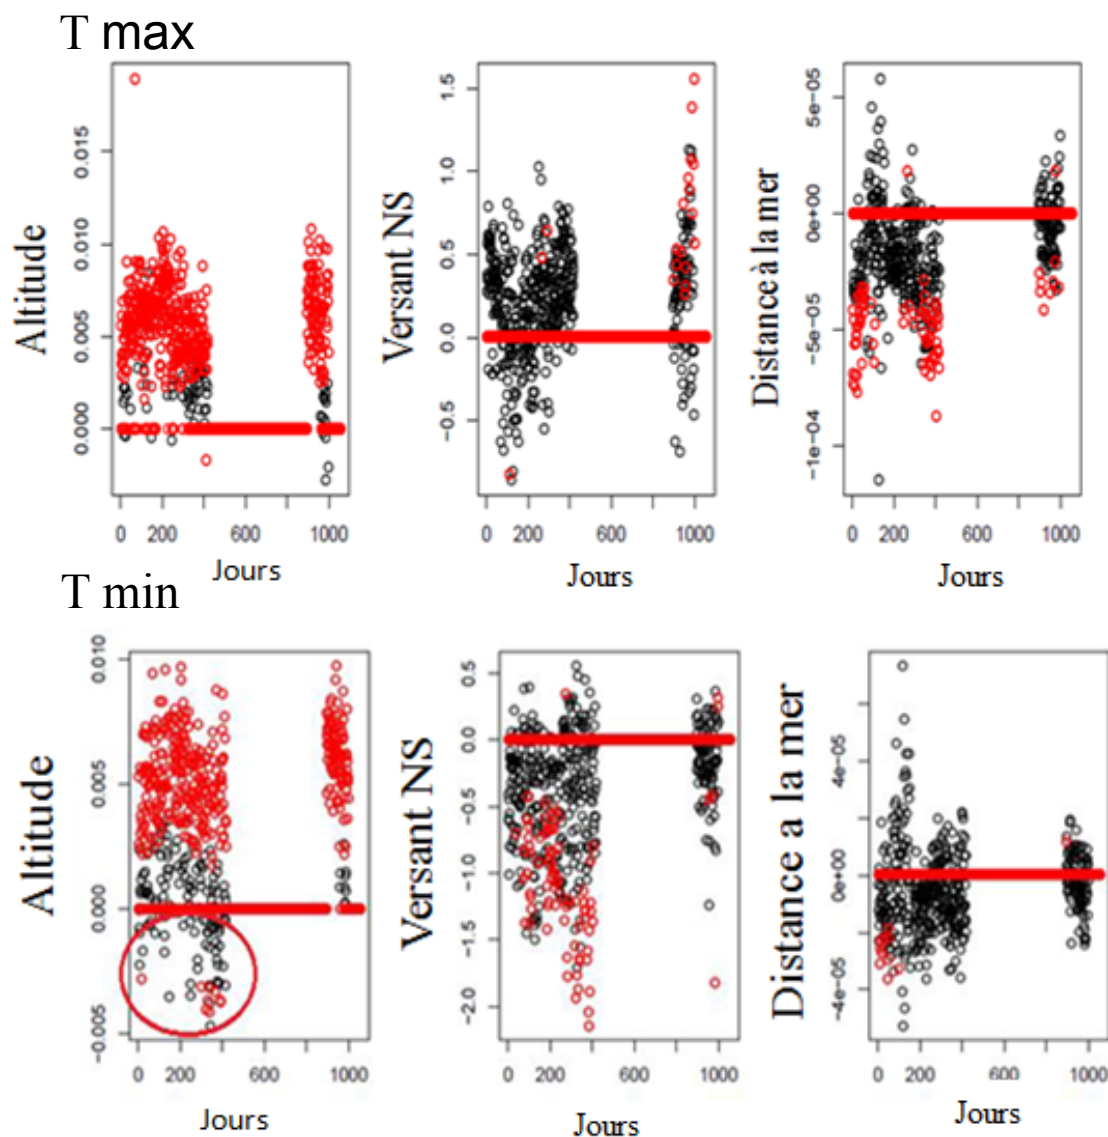 T max
Altitude
0.000
0.005
0.010
0.015
0 200 600 1000
Jours
Versant NS
-0.5
0.0
0.5
1.0
1.5
0 200 600 1000
Jours
Distance à la mer
-1e-04
-5e-05
0e+00
5e-05
0 200 600 1000
Jours
T min
Altitude
-0.005
0.000
0.005
0.010
0 200 600 1000
Jours
Versant NS
-2.0
-1.5
-1.0
-0.5
0.0
0.5
0 200 600 1000
Jours
Distance a la mer
-4e-05
0e+00
4e-05
0 200 600 1000
Jours